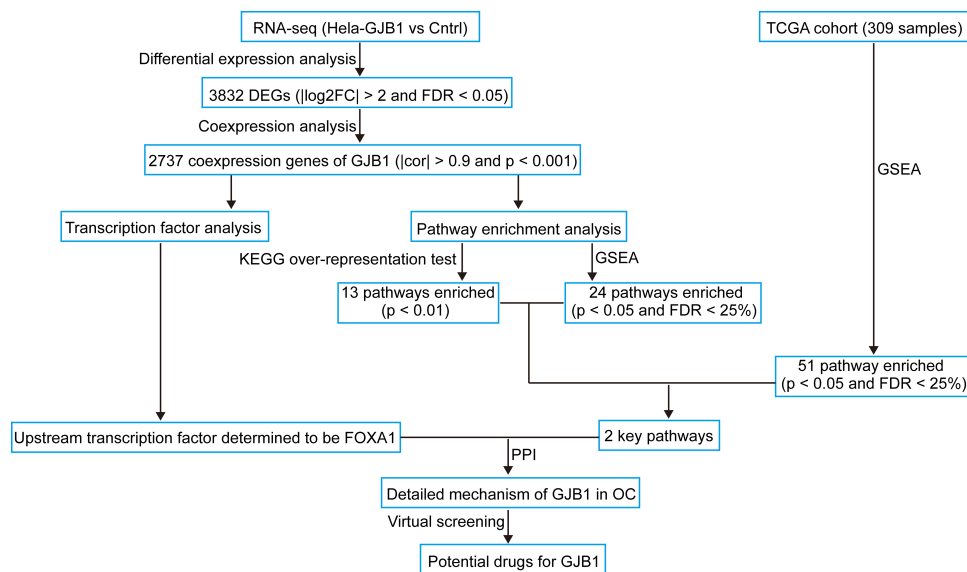 RNA-seq (Hela-GJB1 vs Cntrl)
TCGA cohort (309 samples)
Differential expression analysis
3832 DEGs (|log2FC| > 2 and FDR < 0.05)
Coexpression analysis
2737 coexpression genes of GJB1 (|cor| > 0.9 and p < 0.001)
GSEA
Transcription factor analysis
Pathway enrichment analysis
KEGG over-representation test
GSEA
13 pathways enriched
(p < 0.01)
24 pathways enriched
(p < 0.05 and FDR < 25%)
51 pathway enriched
(p < 0.05 and FDR < 25%)
Upstream transcription factor determined to be FOXA1
2 key pathways
PPI
Detailed mechanism of GJB1 in OC
Virtual screening
Potential drugs for GJB1